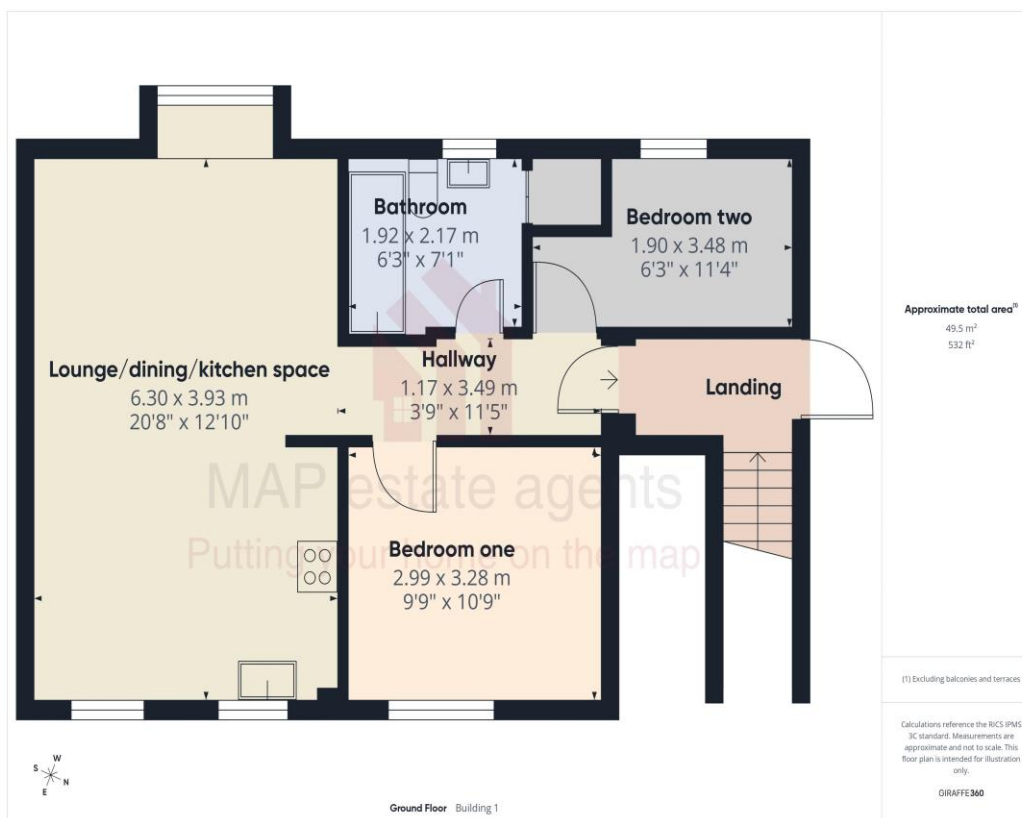 Bathroom
1.92 x 2.17 m
6'3" x 7'1"
Bedroom two
1.90 x 3.48 m
6'3" x 11'4"
Lounge/dining/kitchen space
6.30 x 3.93 m
20'8" x 12'10"
Hallway
1.17 x 3.49 m
3'9" x 11'5"
Landing
MAP estate agents
Putting your home on the map
Bedroom one
2.99 x 3.28 m
9'9" x 10'9"
W
S
N
E
Ground Floor Building 1
Approximate total area(1)
49.5 m²
532 ft²
(1) Excluding balconies and terraces
Calculations reference the RICS IPMS
3C standard. Measurements are
approximate and not to scale. This
floor plan is intended for illustration
only.
GIRAFFE360